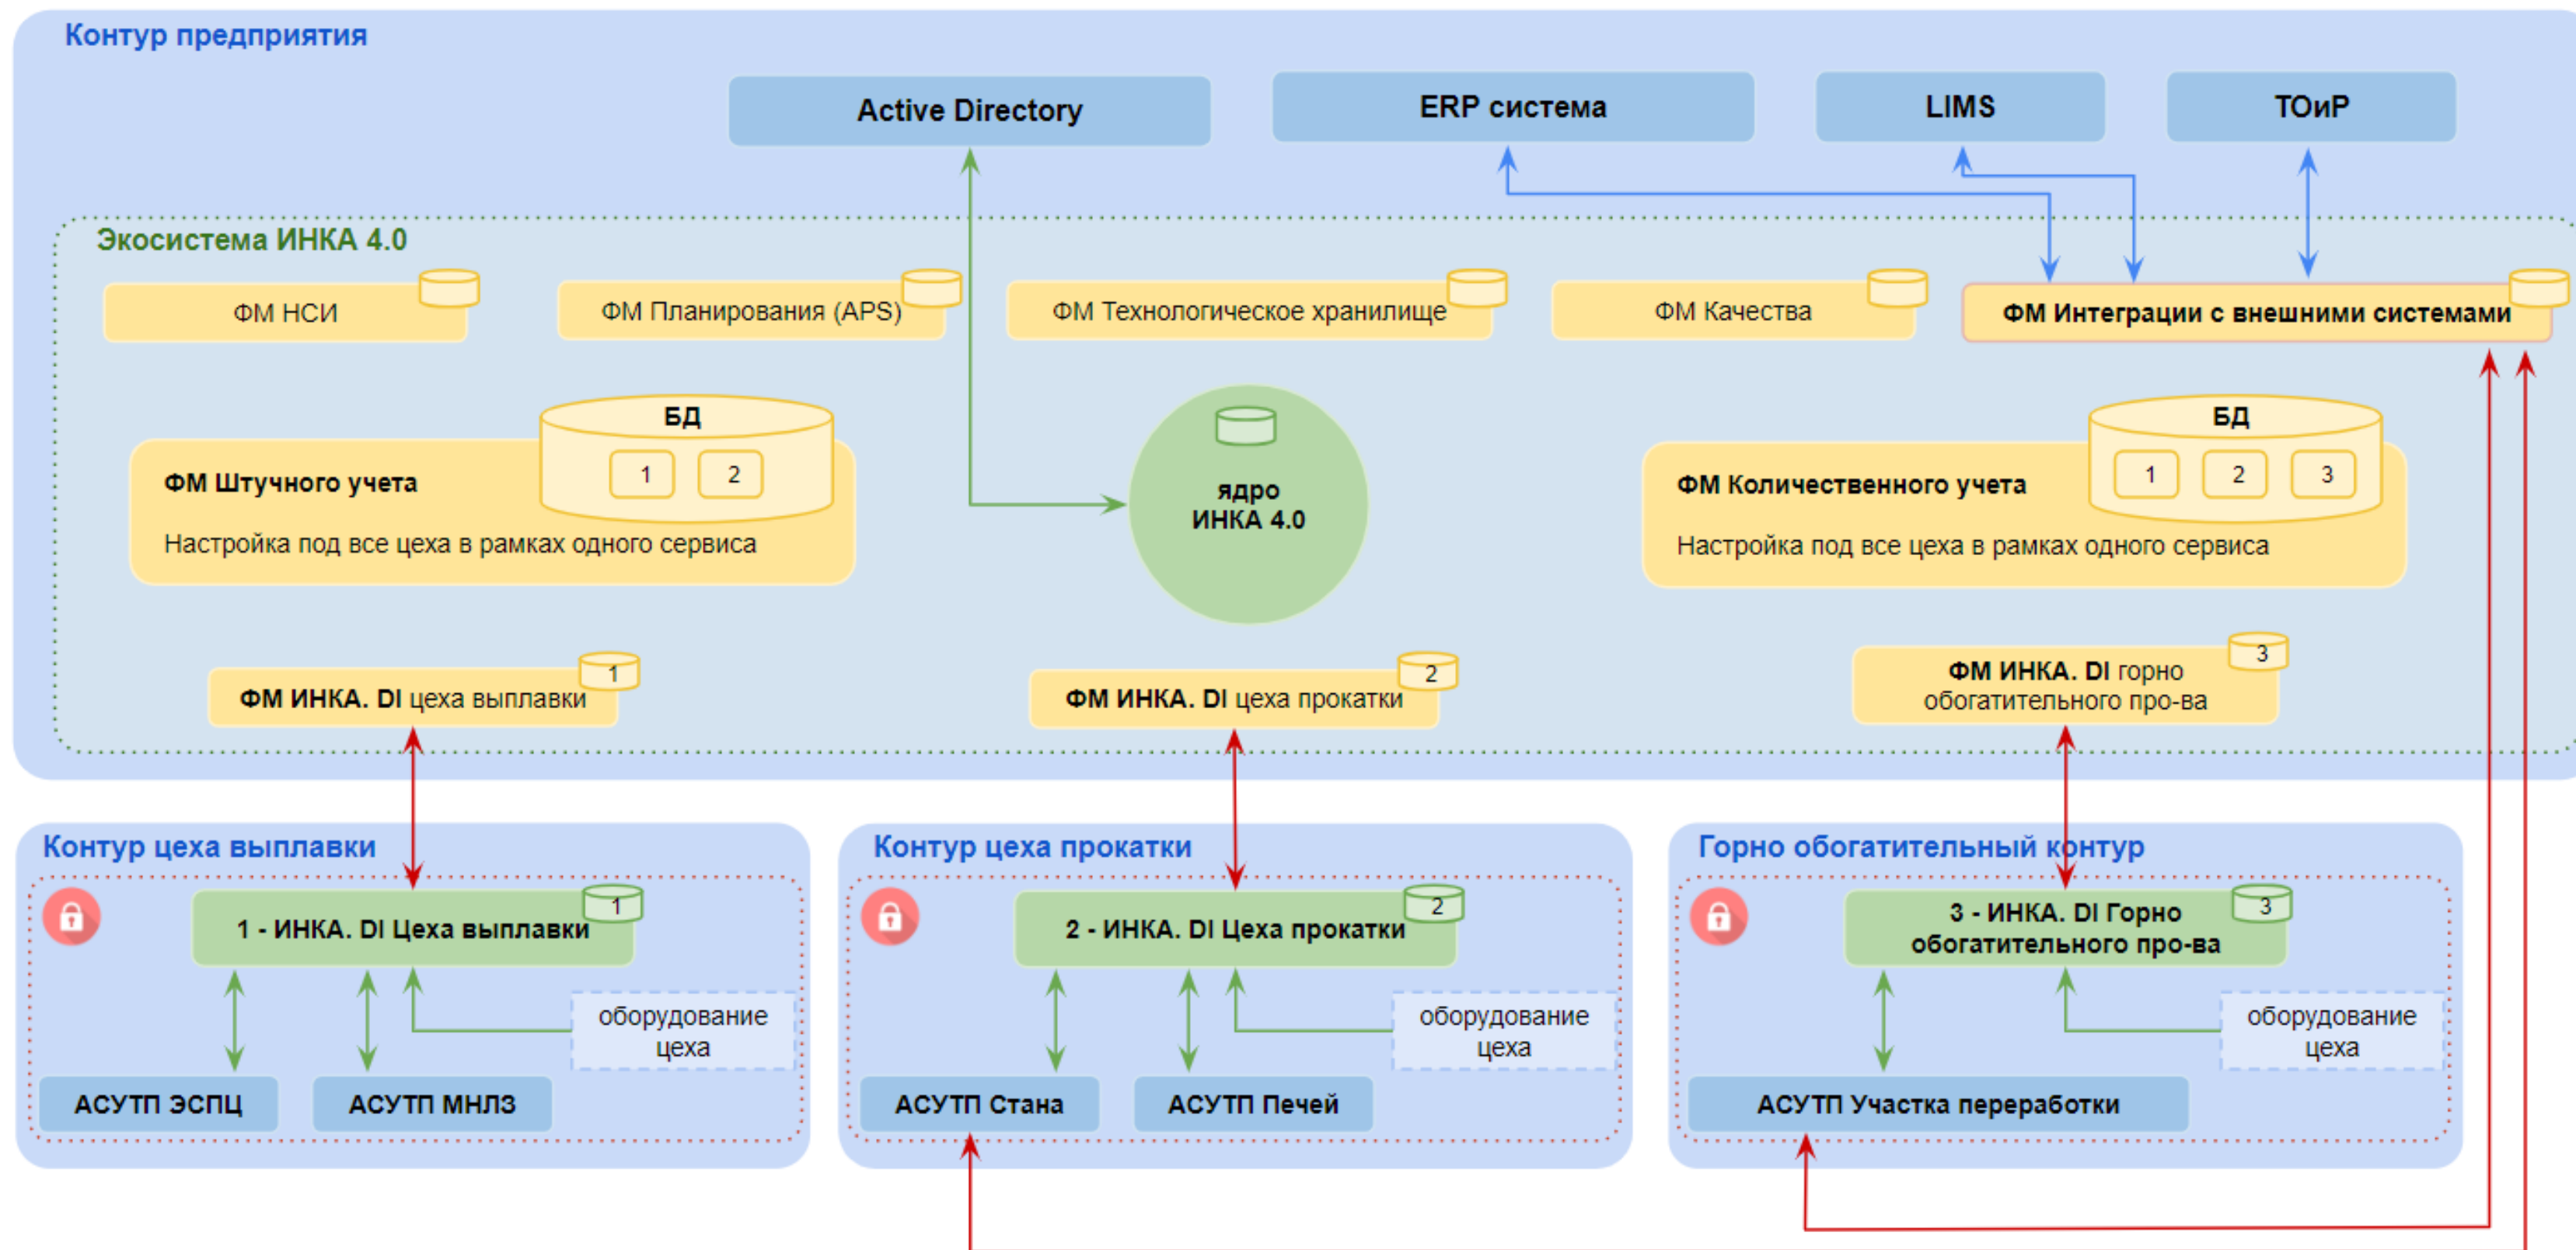 Контур предприятия
Active Directory
ERP система
LIMS
ТОиР
Экосистема ИНКА 4.0
ФМ НСИ
ФМ Планирования (APS)
ФМ Технологическое хранилище
ФМ Качества
ФМ Интеграции с внешними системами
БД
1
2
ФМ Штучного учета
Настройка под все цеха в рамках одного сервиса
ядро
ИНКА 4.0
БД
1
2
3
ФМ Количественного учета
Настройка под все цеха в рамках одного сервиса
1
ФМ ИНКА. DI цеха выплавки
2
ФМ ИНКА. DI цеха прокатки
3
ФМ ИНКА. DI горно
обогатительного про-ва
Контур цеха выплавки
1
1 - ИНКА. DI Цеха выплавки
оборудование
цеха
АСУТП ЭСПЦ
АСУТП МНЛЗ
Контур цеха прокатки
2
2 - ИНКА. DI Цеха прокатки
оборудование
цеха
АСУТП Стана
АСУТП Печей
Горно обогатительный контур
3
3 - ИНКА. DI Горно
обогатительного про-ва
оборудование
цеха
АСУТП Участка переработки